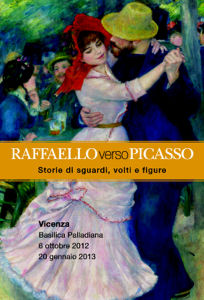 RAFFAELLO verso PICASSO
Storie di sguardi, volti e figure
Vicenza
Basilica Palladiana
6 ottobre 2012
20 gennaio 2013